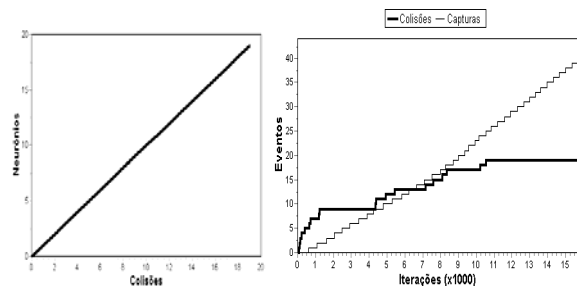 Colisões Capturas
20
15
10
5
0
0 2 4 6 8 10 12 14 16 18 20
Neurônios
Colisões
40
35
30
25
20
15
10
5
0
0 1 2 3 4 5 6 7 8 9 10 11 12 13 14 15
Eventos
Iterações (x1000)